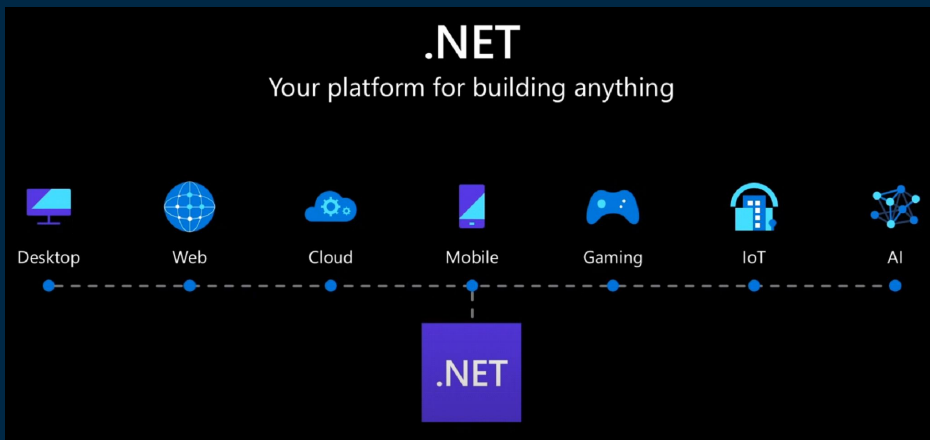 .NET
Your platform for building anything
Desktop
Web
Cloud
Mobile
Gaming
IoT
AI
.NET